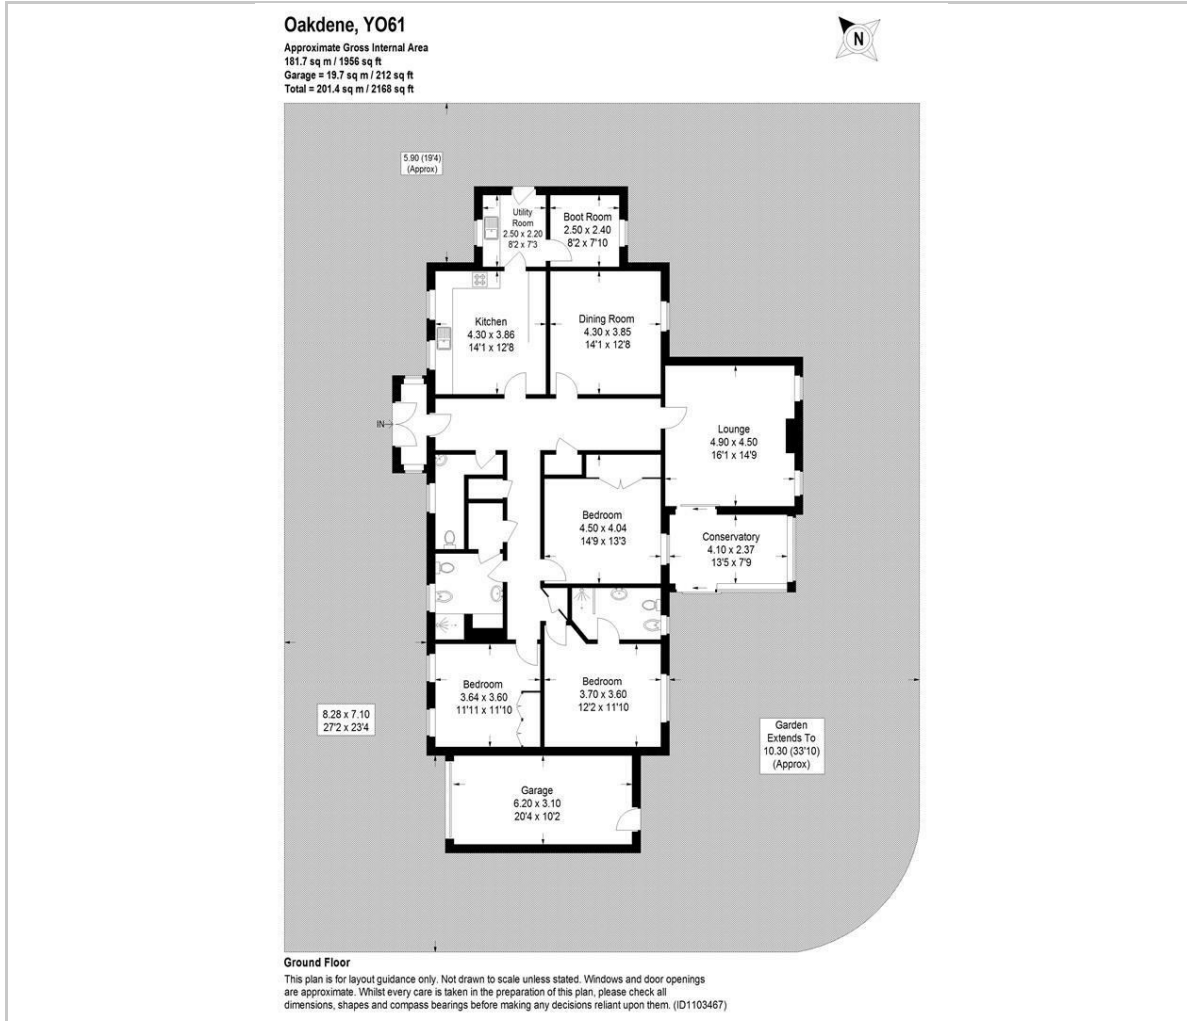 Oakdene, YO61
Approximate Gross Internal Area
181.7 sq m / 1956 sq ft
Garage = 19.7 sq m / 212 sq ft
Total = 201.4 sq m / 2168 sq ft
N
5.90 (19'4)
(Approx)
Utility
Room
2.50 x 2.20
8'2 x 7'3
Boot Room
2.50 x 2.40
8'2 x 7'10
Kitchen
4.30 x 3.86
14'1 x 12'8
Dining Room
4.30 x 3.85
14'1 x 12'8
IN
Lounge
4.90 x 4.50
16'1 x 14'9
Bedroom
4.50 x 4.04
14'9 x 13'3
Conservatory
4.10 x 2.37
13'5 x 7'9
Bedroom
3.64 x 3.60
11'11 x 11'10
Bedroom
3.70 x 3.60
12'2 x 11'10
8.28 x 7.10
27'2 x 23'4
Garden
Extends To
10.30 (33'10)
(Approx)
Garage
6.20 x 3.10
20'4 x 10'2
Ground Floor
This plan is for layout guidance only. Not drawn to scale unless stated. Windows and door openings
are approximate. Whilst every care is taken in the preparation of this plan, please check all
dimensions, shapes and compass bearings before making any decisions reliant upon them. (ID1103467)